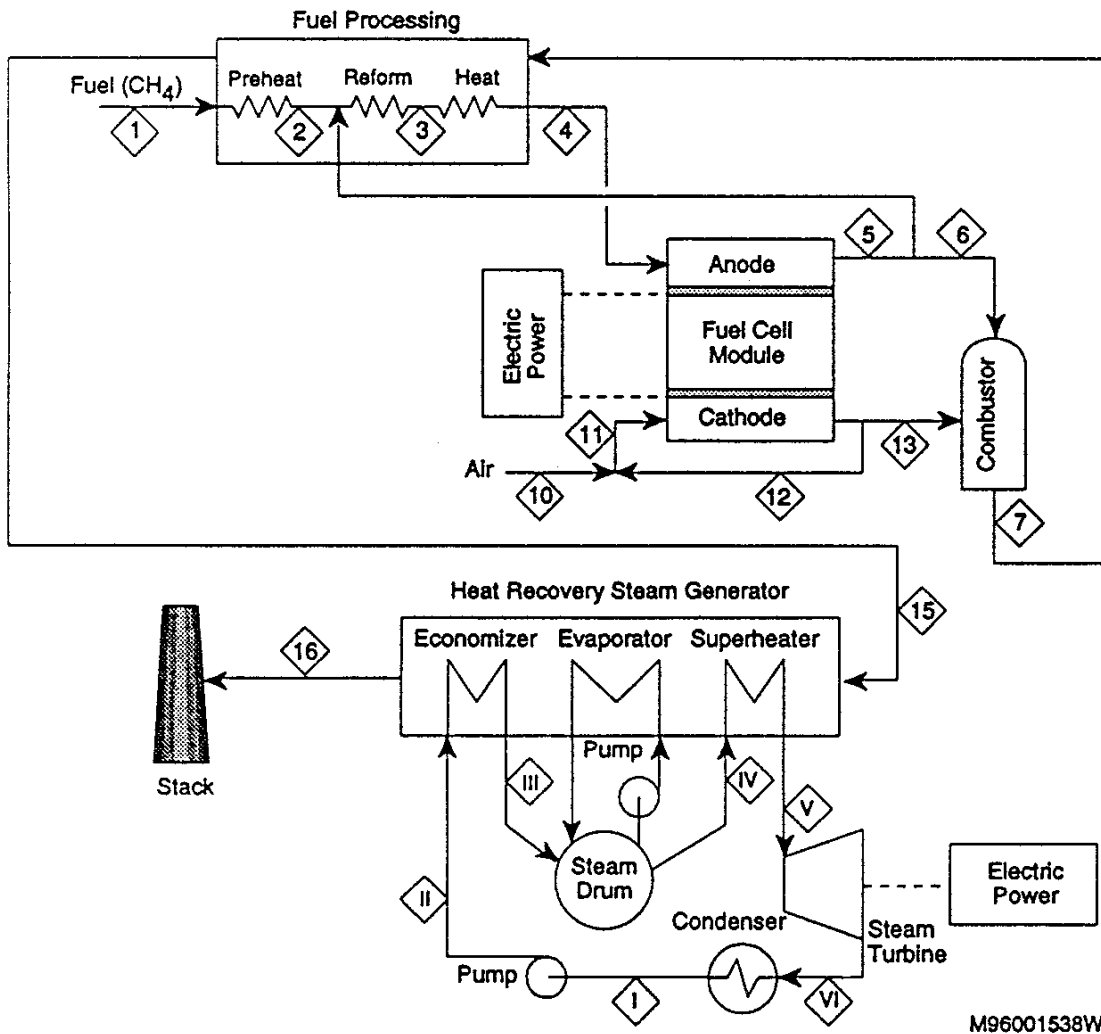 Fuel Processing
Fuel (CH4)
Preheat
Reform
Heat
1
2
3
4
5
6
Anode
Fuel Cell
Module
Cathode
Electric
Power
Combustor
11
Air
10
12
13
7
Heat Recovery Steam Generator
15
Economizer
Evaporator
Superheater
16
Stack
Pump
III
IV
V
Steam
Drum
II
Electric
Power
Condenser
Steam
Turbine
Pump
I
VI
M96001538W